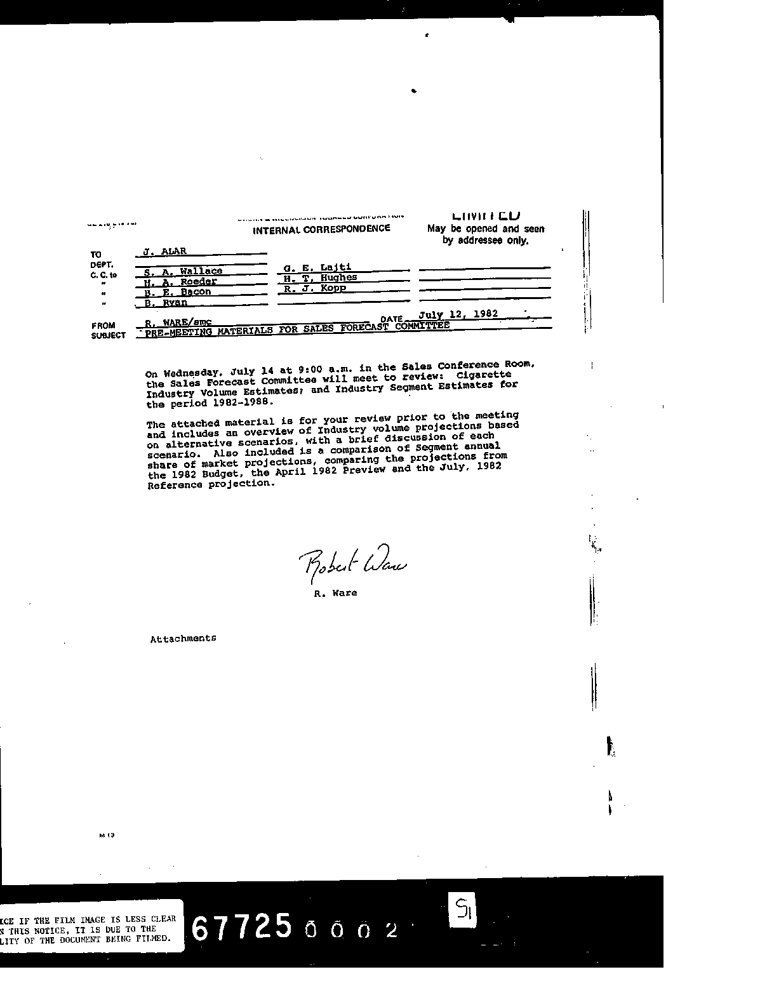 LIMITED
INTERNAL CORRESPONDENCE
May be opened and seen
by addressee only.
TO J. ALAR
DEPT.
C. C. to S. A. Wallace G. E. Lajti
" H. A. Roeder H. T. Hughes
" B. E. Bacon R. J. Kopp
" B. Ryan
FROM R. WARE/smc DATE July 12, 1982
SUBJECT PRE-MEETING MATERIALS FOR SALES FORECAST COMMITTEE
On Wednesday, July 14 at 9:00 a.m. in the Sales Conference Room,
the Sales Forecast Committee will meet to review: Cigarette
Industry Volume Estimates; and Industry Segment Estimates for
the period 1982-1988.
The attached material is for your review prior to the meeting
and includes an overview of Industry volume projections based
on alternative scenarios, with a brief discussion of each
scenario. Also included is a comparison of Segment annual
share of market projections, comparing the projections from
the 1982 Budget, the April 1982 Preview and the July, 1982
Reference projection.
Robert Ware
R. Ware
Attachments
M 13
ICE IF THE FILM IMAGE IS LESS CLEAR
N THIS NOTICE, IT IS DUE TO THE
LITY OF THE DOCUMENT BEING FILMED.
67725 0002
51